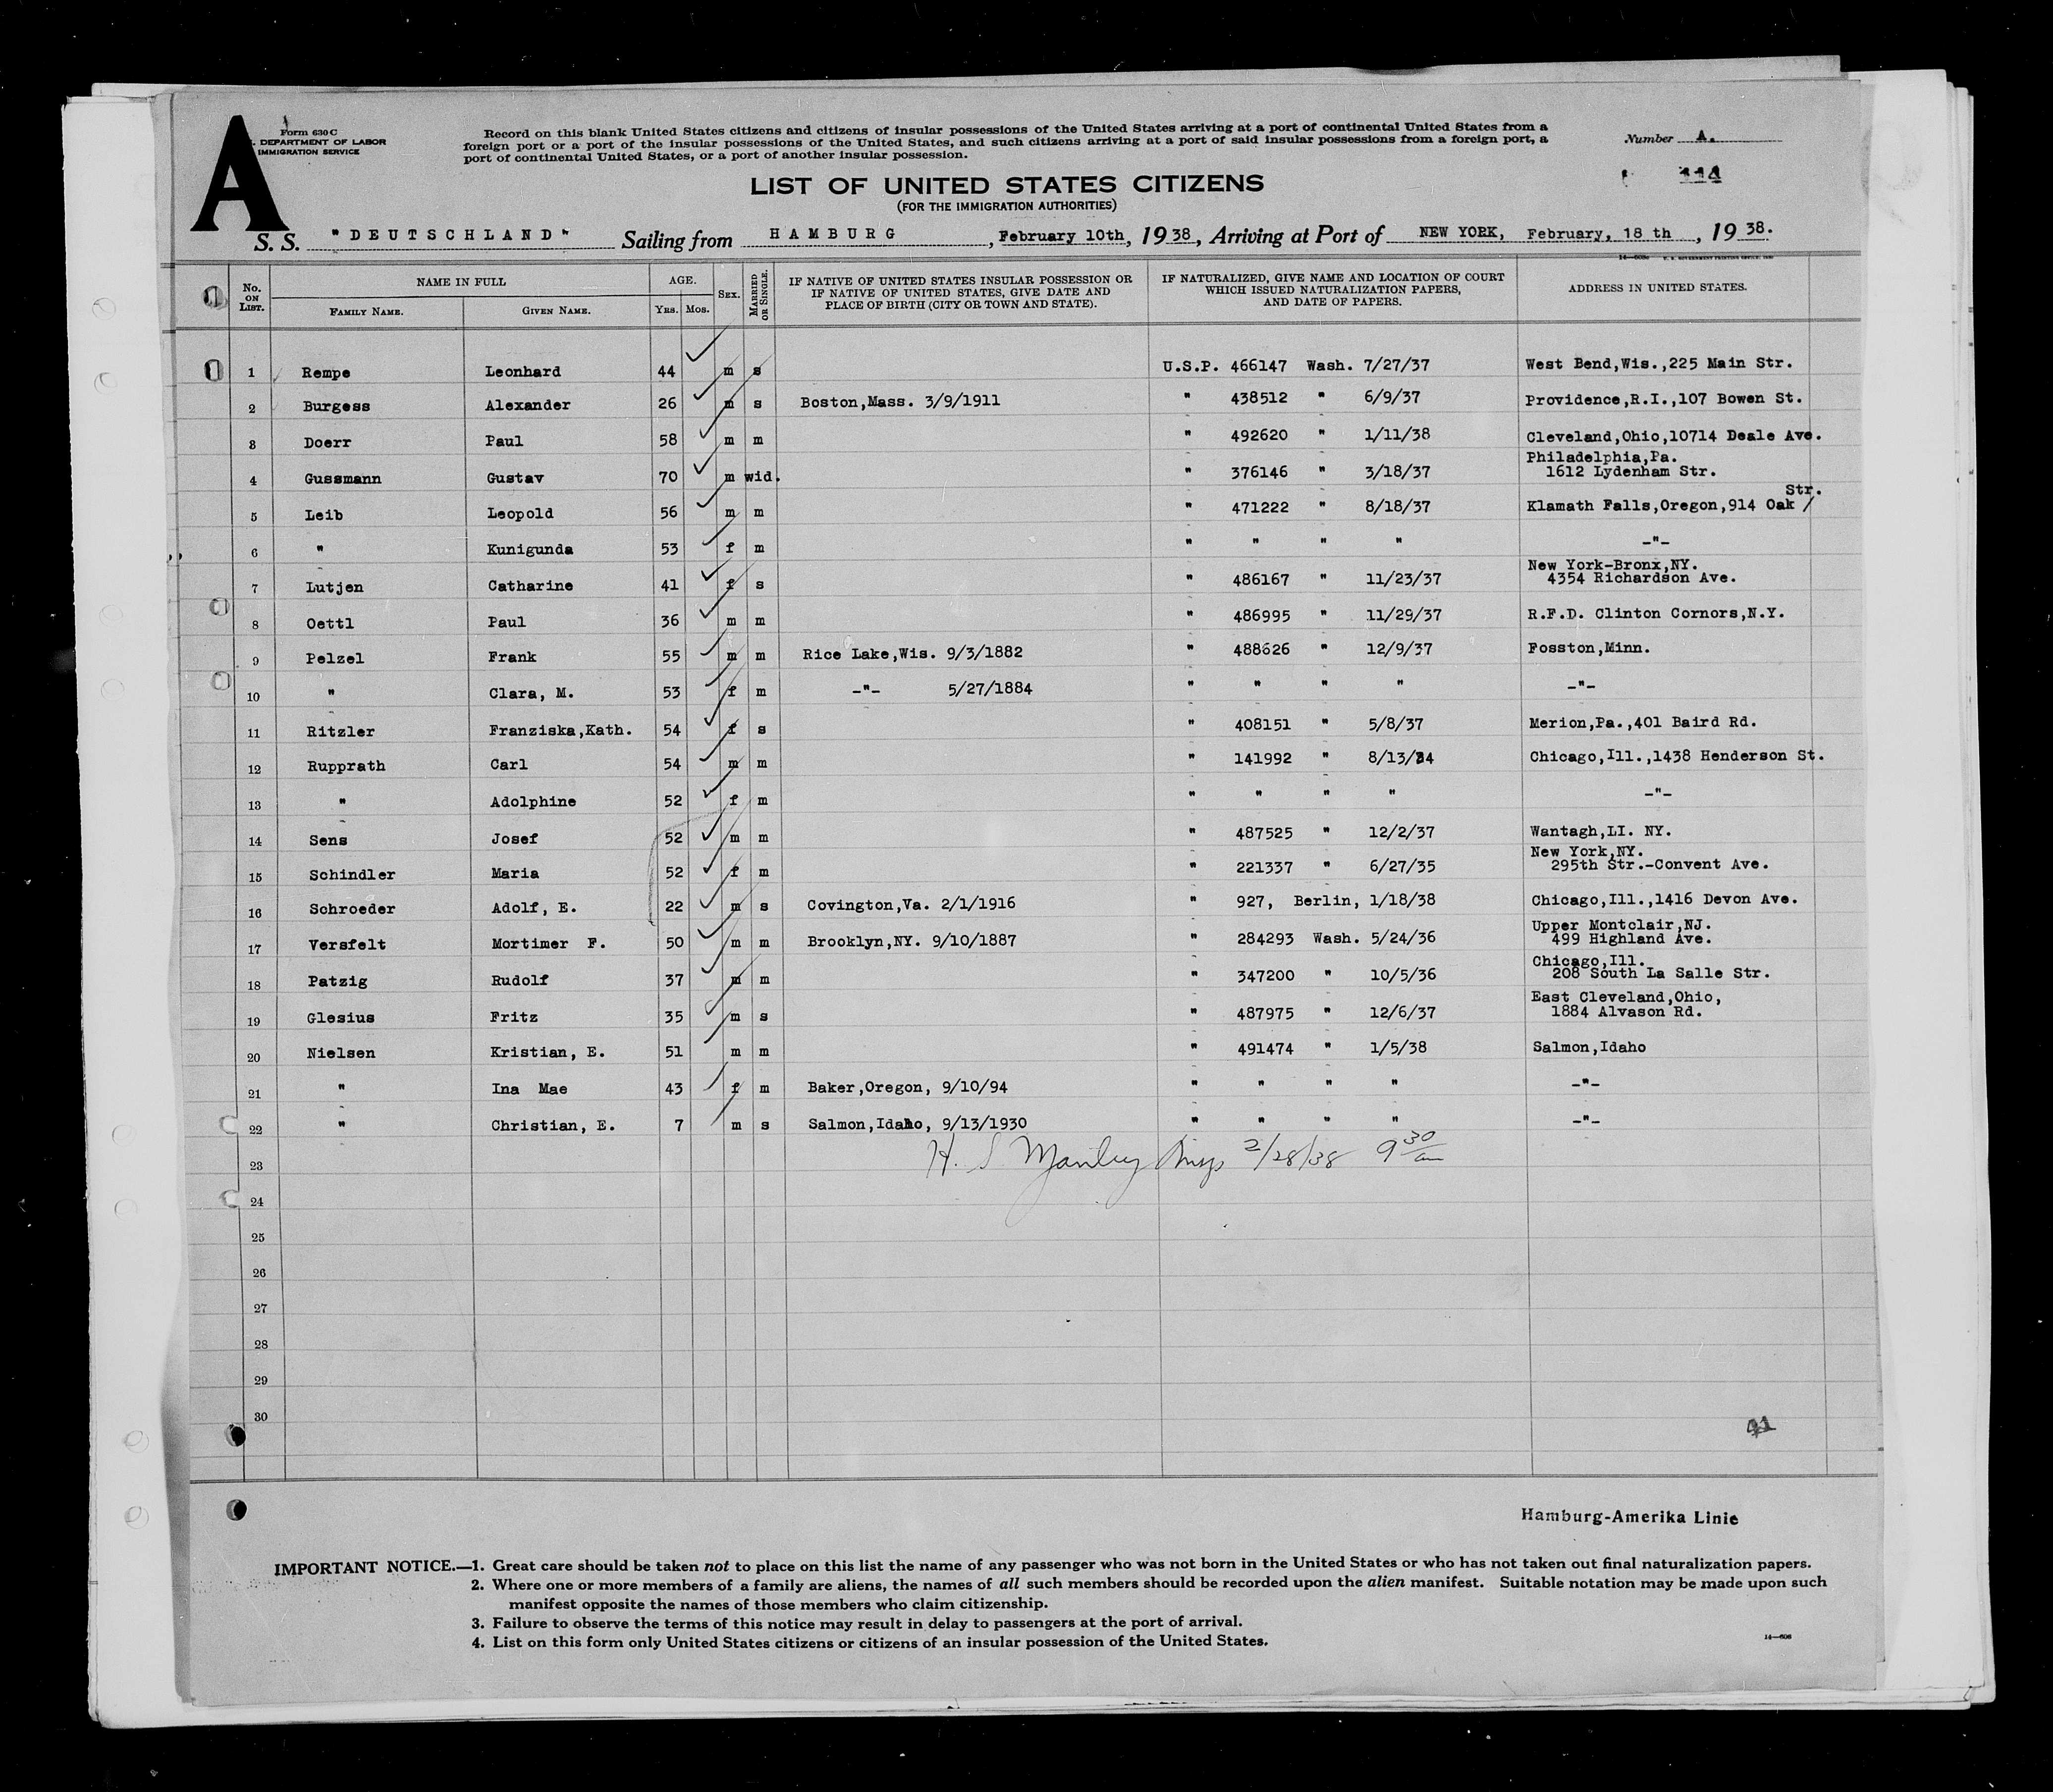 A
Form 630 C
. DEPARTMENT OF LABOR
IMMIGRATION SERVICE
Record on this blank United States citizens and citizens of insular possessions of the United States arriving at a port of continental United States from a
foreign port or a port of the insular possessions of the United States, and such citizens arriving at a port of said insular possessions from a foreign port, a
port of continental United States, or a port of another insular possession.
Number A.
114
LIST OF UNITED STATES CITIZENS
(FOR THE IMMIGRATION AUTHORITIES)
S. S. "DEUTSCHLAND" Sailing from HAMBURG, February 10th, 1938, Arriving at Port of NEW YORK, February, 18 th, 1938.
No. ON LIST. NAME IN FULL FAMILY NAME. GIVEN NAME. AGE. YRS. MOS. SEX. MARRIED OR SINGLE. IF NATIVE OF UNITED STATES INSULAR POSSESSION OR IF NATIVE OF UNITED STATES, GIVE DATE AND PLACE OF BIRTH (CITY OR TOWN AND STATE). IF NATURALIZED, GIVE NAME AND LOCATION OF COURT WHICH ISSUED NATURALIZATION PAPERS, AND DATE OF PAPERS. ADDRESS IN UNITED STATES.
1 Rempe Leonhard 44 m s U.S.P. 466147 Wash. 7/27/37 West Bend,Wis.,225 Main Str.
2 Burgess Alexander 26 m s Boston,Mass. 3/9/1911 " 438512 " 6/9/37 Providence,R.I.,107 Bowen St.
3 Doerr Paul 58 m m " 492620 " 1/11/38 Cleveland,Ohio,10714 Deale Ave.
4 Gussmann Gustav 70 m wid. " 376146 " 3/18/37 Philadelphia,Pa. 1612 Lydenham Str.
5 Leib Leopold 56 m m " 471222 " 8/18/37 Klamath Falls,Oregon,914 Oak / Str.
6 " Kunigunda 53 f m " " " " -"-
7 Lutjen Catharine 41 f s " 486167 " 11/23/37 New York-Bronx,NY. 4354 Richardson Ave.
8 Oettl Paul 36 m m " 486995 " 11/29/37 R.F.D. Clinton Cornors,N.Y.
9 Pelzel Frank 55 m m Rice Lake,Wis. 9/3/1882 " 488626 " 12/9/37 Fosston,Minn.
10 " Clara, M. 53 f m -"- 5/27/1884 " " " " -"-
11 Ritzler Franziska,Kath. 54 f s " 408151 " 5/8/37 Merion,Pa.,401 Baird Rd.
12 Rupprath Carl 54 m m " 141992 " 8/13/34 Chicago,Ill.,1438 Henderson St.
13 " Adolphine 52 f m " " " " -"-
14 Sens Josef 52 m m " 487525 " 12/2/37 Wantagh,LI. NY.
15 Schindler Maria 52 f m " 221337 " 6/27/35 New York,NY. 295th Str.-Convent Ave.
16 Schroeder Adolf, E. 22 m s Covington,Va. 2/1/1916 " 927, Berlin, 1/18/38 Chicago,Ill.,1416 Devon Ave.
17 Versfelt Mortimer F. 50 m m Brooklyn,NY. 9/10/1887 " 284293 Wash. 5/24/36 Upper Montclair,NJ. 499 Highland Ave.
18 Patzig Rudolf 37 m m " 347200 " 10/5/36 Chicago,Ill. 208 South La Salle Str.
19 Glesius Fritz 35 m s " 487975 " 12/6/37 East Cleveland,Ohio, 1884 Alvason Rd.
20 Nielsen Kristian, E. 51 m m " 491474 " 1/5/38 Salmon,Idaho
21 " Ina Mae 43 f m Baker,Oregon, 9/10/94 " " " " -"-
22 " Christian, E. 7 m s Salmon,Idaho, 9/13/1930 " " " " -"-
23 H. S Manley Insp 2/28/38 9 30 am
24
25
26
27
28
29
30
Hamburg-Amerika Linie
IMPORTANT NOTICE.—1. Great care should be taken not to place on this list the name of any passenger who was not born in the United States or who has not taken out final naturalization papers.
2. Where one or more members of a family are aliens, the names of all such members should be recorded upon the alien manifest. Suitable notation may be made upon such
manifest opposite the names of those members who claim citizenship.
3. Failure to observe the terms of this notice may result in delay to passengers at the port of arrival.
4. List on this form only United States citizens or citizens of an insular possession of the United States.
14—606